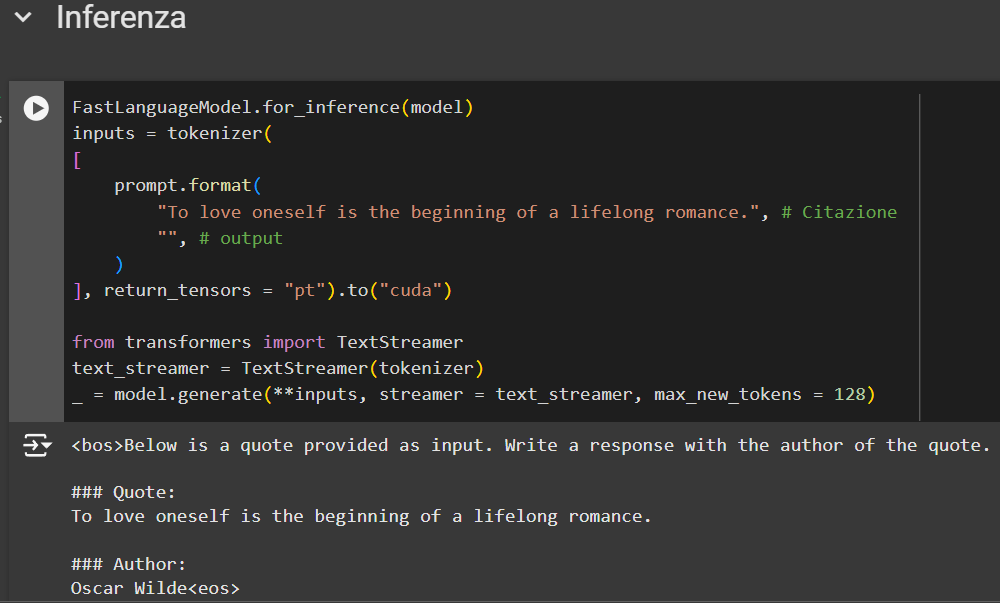 Inferenza
FastLanguageModel.for_inference(model)
inputs = tokenizer(
[
    prompt.format(
        "To love oneself is the beginning of a lifelong romance.", # Citazione
        "", # output
    )
], return_tensors = "pt").to("cuda")
from transformers import TextStreamer
text_streamer = TextStreamer(tokenizer)
_ = model.generate(**inputs, streamer = text_streamer, max_new_tokens = 128)
<bos>Below is a quote provided as input. Write a response with the author of the quote.
### Quote:
To love oneself is the beginning of a lifelong romance.
### Author:
Oscar Wilde<eos>